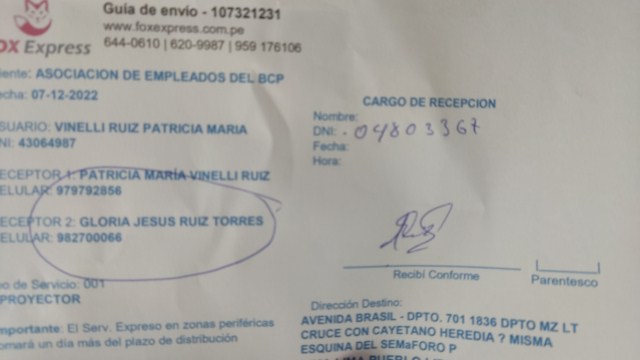 Guía de envio - 107321231
www.foxexpress.com.pe
OX Express
644-0610 | 620-9987 | 959 176106
iente: ASOCIACION DE EMPLEADOS DEL BCP
echa: 07-12-2022
SUARIO: VINELLI RUIZ PATRICIA MARIA
NI: 43064987
ECEPTOR 1: PATRICIA MARÍA VINELLI RUIZ
ELULAR: 979792856
ECEPTOR 2: GLORIA JESUS RUIZ TORRES
ELULAR: 982700066
po de Servicio: 001
PROYECTOR
mportante: El Serv. Expreso en zonas periféricas
omará un día más del plazo de distribución
CARGO DE RECEPCION
Nombre:
DNI: 04803367
Fecha:
Hora:
Recibí Conforme
Parentesco
Dirección Destino:
AVENIDA BRASIL - DPTO. 701 1836 DPTO MZ LT
CRUCE CON CAYETANO HEREDIA ? MISMA
ESQUINA DEL SEMaFORO P